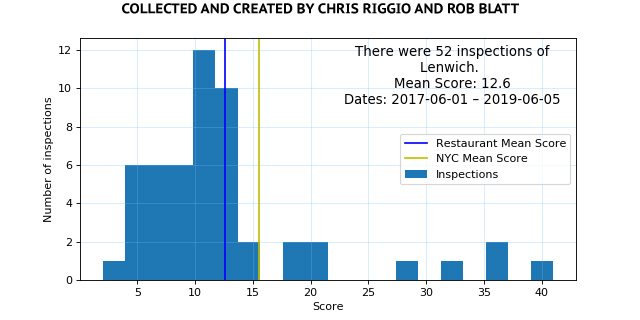 COLLECTED AND CREATED BY CHRIS RIGGIO AND ROB BLATT
There were 52 inspections of
Lenwich.
Mean Score: 12.6
Dates: 2017-06-01 – 2019-06-05
Restaurant Mean Score
NYC Mean Score
Inspections
Number of inspections
12
10
8
6
4
2
0
5
10
15
20
25
30
35
40
Score